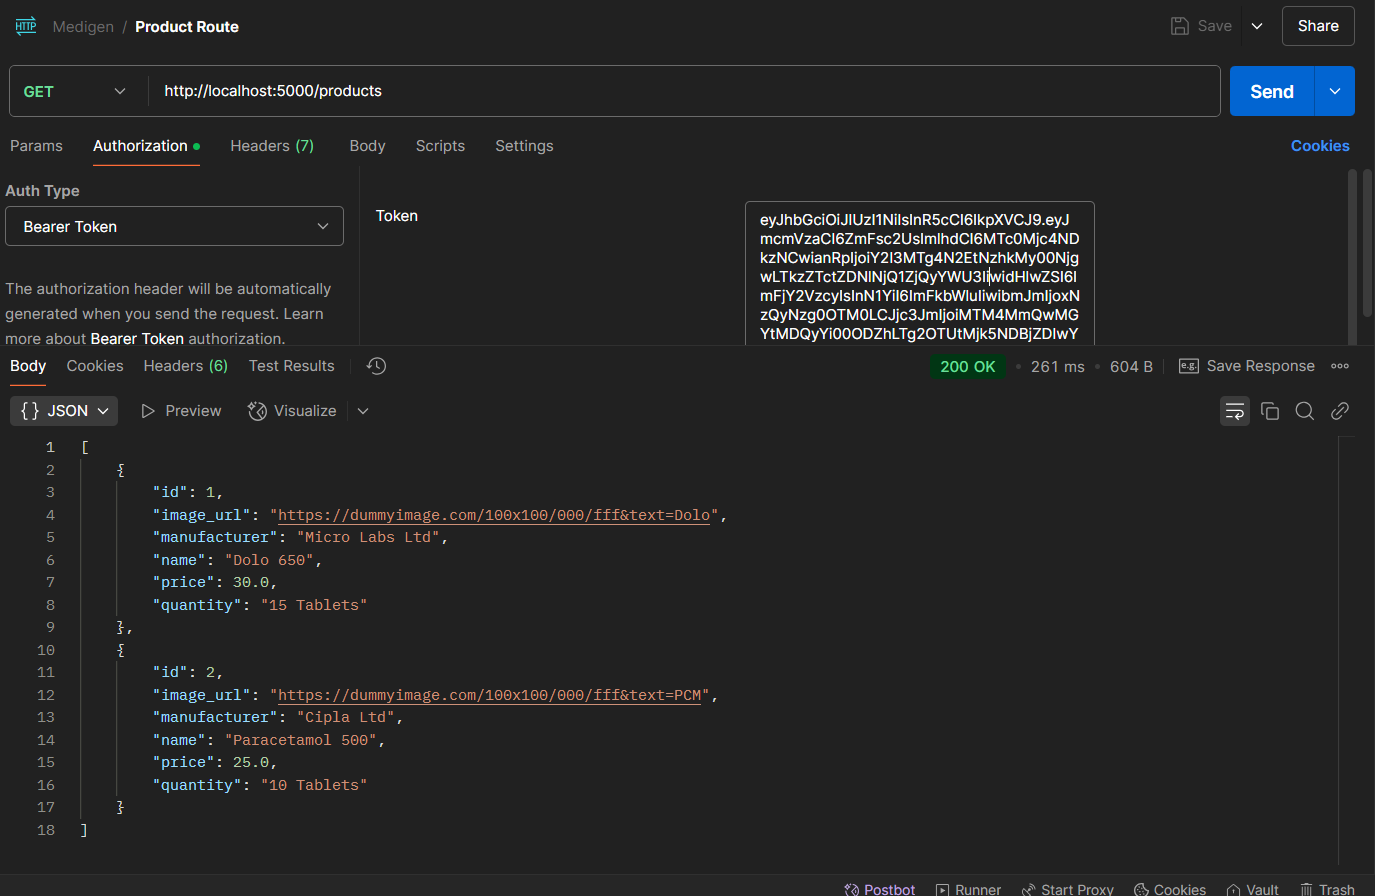 HTTP Medigen / Product Route Save Share
GET http://localhost:5000/products Send
Params Authorization Headers (7) Body Scripts Settings Cookies
Auth Type
Bearer Token
The authorization header will be automatically
generated when you send the request. Learn
more about Bearer Token authorization.
Token
Body Cookies Headers (6) Test Results 200 OK • 261 ms • 604 B e.g. Save Response
{} JSON Preview Visualize
1 [
2 {
3 "id": 1,
4 "image_url": "https://dummyimage.com/100x100/000/fff&text=Dolo",
5 "manufacturer": "Micro Labs Ltd",
6 "name": "Dolo 650",
7 "price": 30.0,
8 "quantity": "15 Tablets"
9 },
10 {
11 "id": 2,
12 "image_url": "https://dummyimage.com/100x100/000/fff&text=PCM",
13 "manufacturer": "Cipla Ltd",
14 "name": "Paracetamol 500",
15 "price": 25.0,
16 "quantity": "10 Tablets"
17 }
18 ]
Postbot Runner Start Proxy Cookies Vault Trash